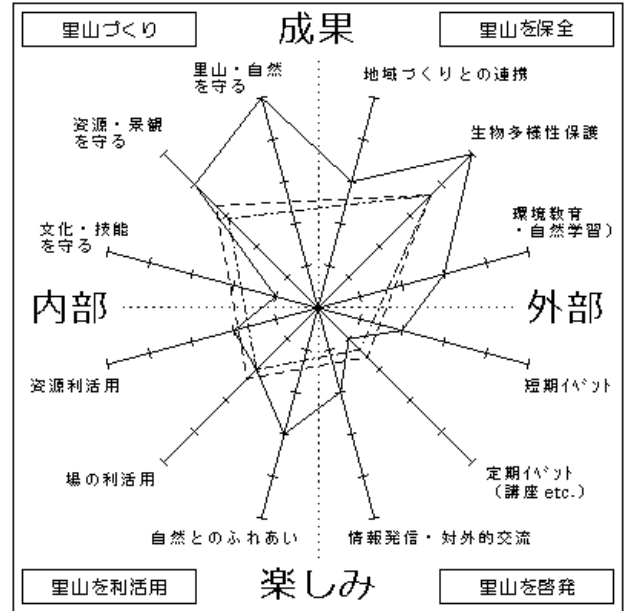 里山づくり
成果
里山を保全
里山・自然
を守る
地域づくりとの連携
資源・景観
を守る
生物多様性保護
文化・技能
を守る
環境教育
・自然学習）
内部
外部
資源利活用
短期ｲﾍﾞﾝﾄ
場の利活用
定期ｲﾍﾞﾝﾄ
（講座 etc.）
自然とのふれあい
情報発信・対外的交流
里山を利活用
楽しみ
里山を啓発